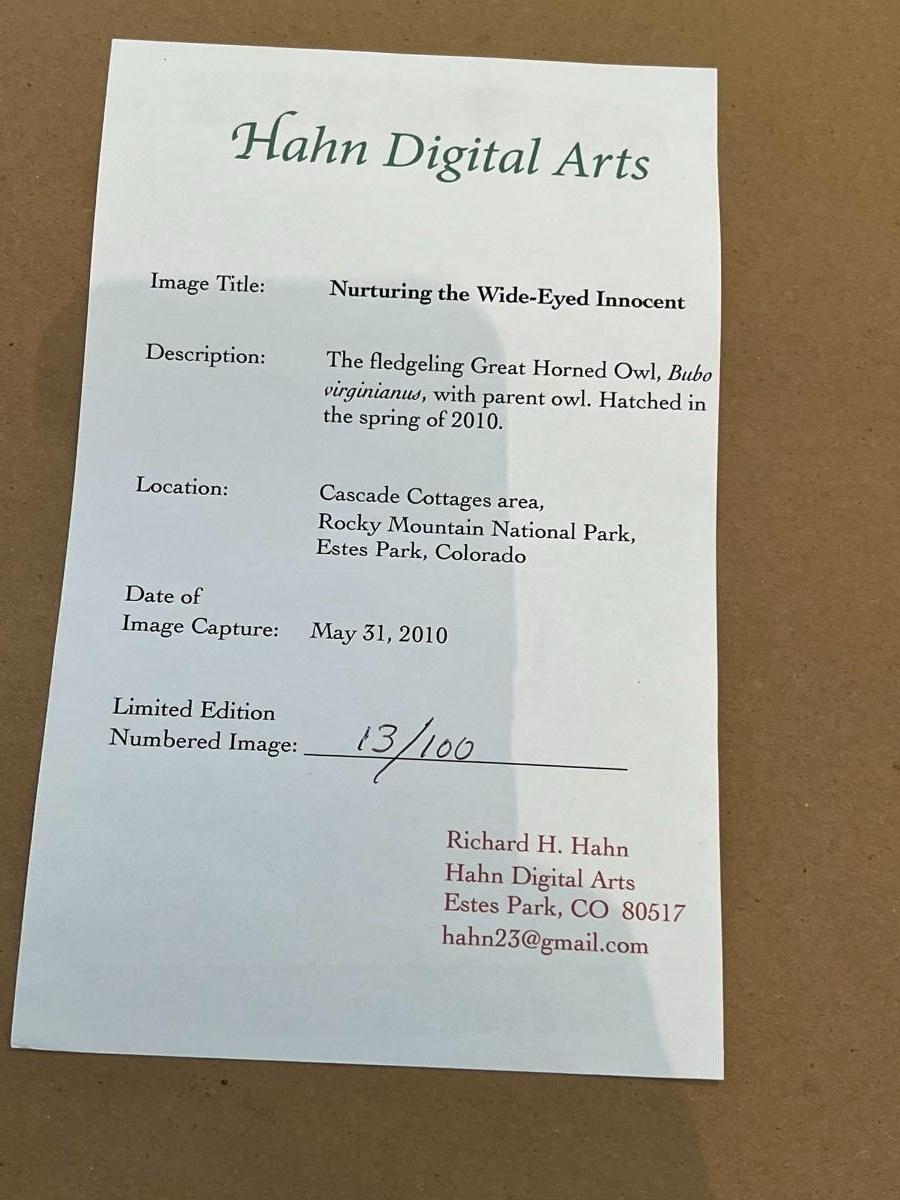 Hahn Digital Arts
Image Title: Nurturing the Wide-Eyed Innocent
Description: The fledgeling Great Horned Owl, Bubo
virginianus, with parent owl. Hatched in
the spring of 2010.
Location: Cascade Cottages area,
Rocky Mountain National Park,
Estes Park, Colorado
Date of
Image Capture: May 31, 2010
Limited Edition
Numbered Image: 13/100
Richard H. Hahn
Hahn Digital Arts
Estes Park, CO 80517
hahn23@gmail.com